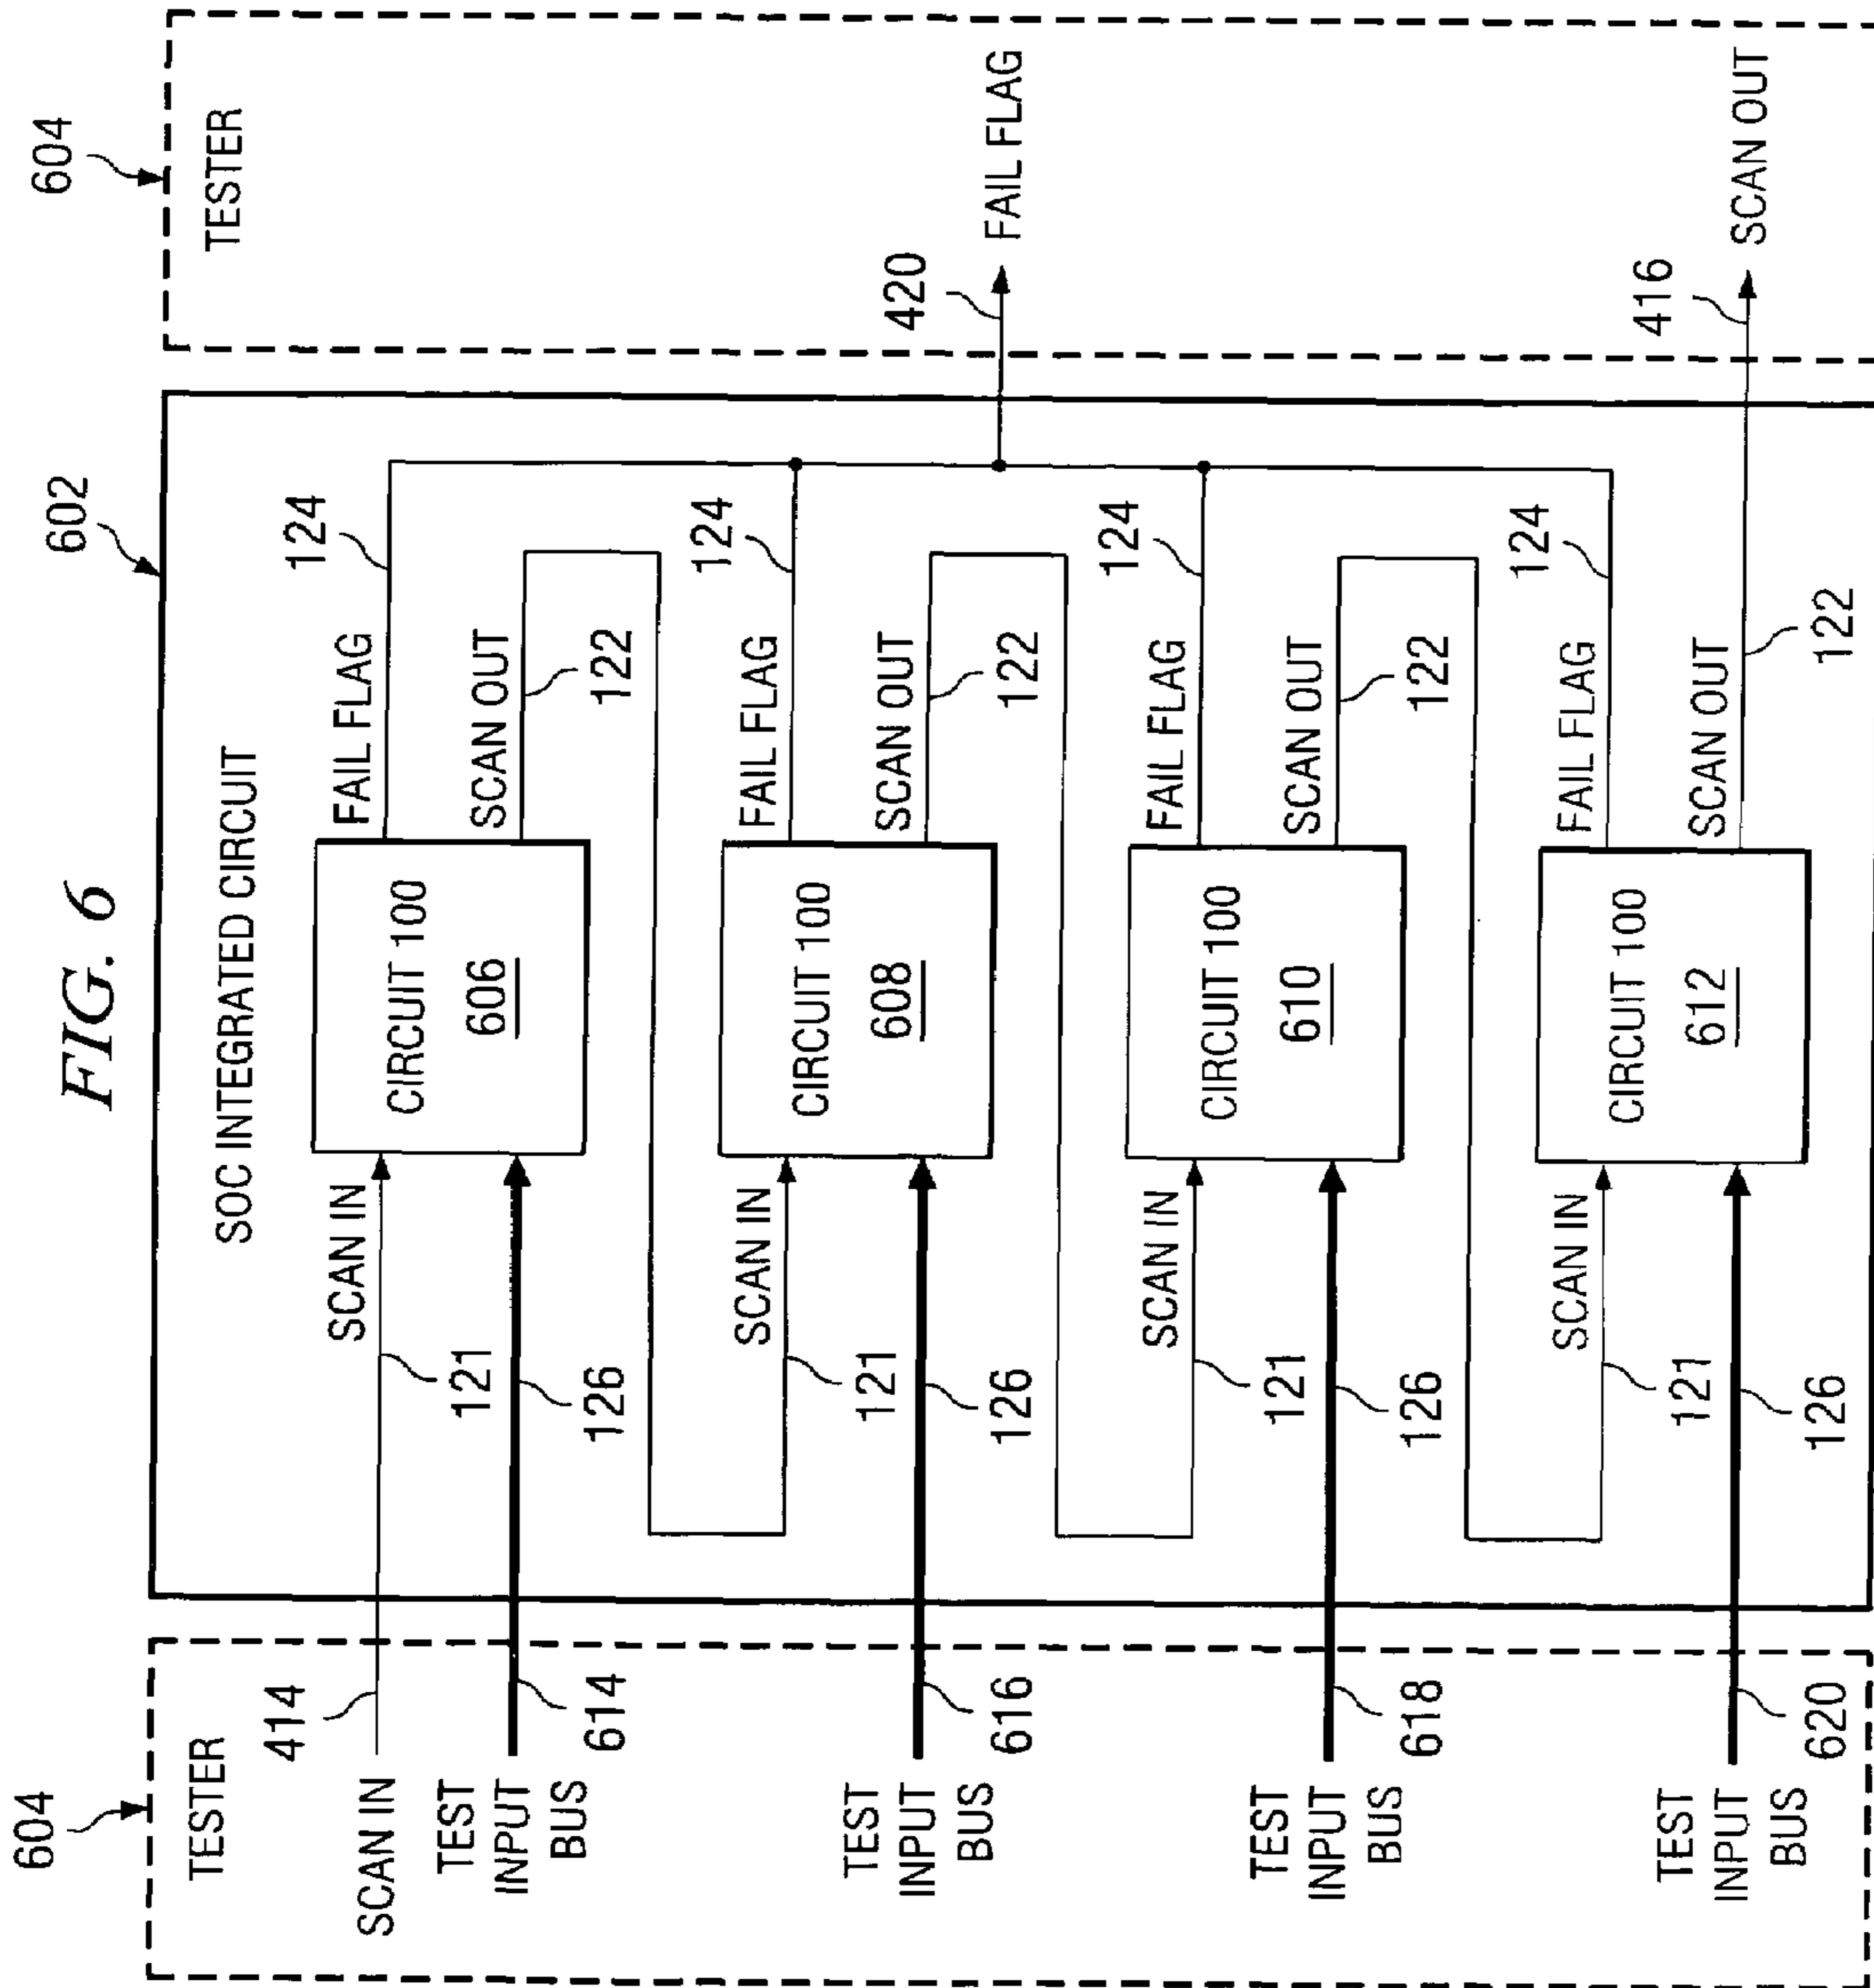 FIG. 6
604
602
604
TESTER
SOC INTEGRATED CIRCUIT
TESTER
414
SCAN IN
SCAN IN
121
CIRCUIT 100
606
FAIL FLAG
124
TEST
INPUT
BUS
614
126
SCAN OUT
122
SCAN IN
121
CIRCUIT 100
608
FAIL FLAG
124
TEST
INPUT
BUS
616
126
SCAN OUT
122
420
FAIL FLAG
SCAN IN
121
CIRCUIT 100
610
FAIL FLAG
124
TEST
INPUT
BUS
618
126
SCAN OUT
122
SCAN IN
121
CIRCUIT 100
612
FAIL FLAG
124
TEST
INPUT
BUS
620
126
SCAN OUT
122
416
SCAN OUT